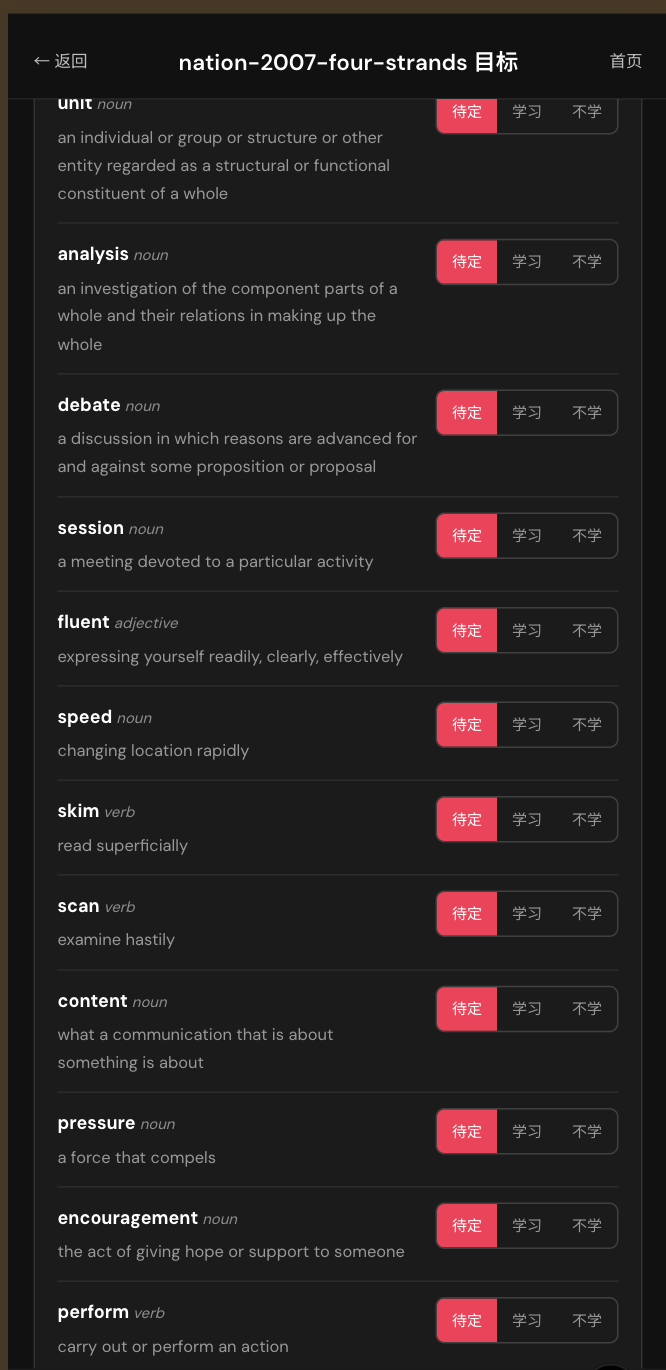 ← 返回
nation-2007-four-strands 目标
首页
unit noun
待定 学习 不学
an individual or group or structure or other
entity regarded as a structural or functional
constituent of a whole
analysis noun
待定 学习 不学
an investigation of the component parts of a
whole and their relations in making up the
whole
debate noun
待定 学习 不学
a discussion in which reasons are advanced for
and against some proposition or proposal
session noun
待定 学习 不学
a meeting devoted to a particular activity
fluent adjective
待定 学习 不学
expressing yourself readily, clearly, effectively
speed noun
待定 学习 不学
changing location rapidly
skim verb
待定 学习 不学
read superficially
scan verb
待定 学习 不学
examine hastily
content noun
待定 学习 不学
what a communication that is about
something is about
pressure noun
待定 学习 不学
a force that compels
encouragement noun
待定 学习 不学
the act of giving hope or support to someone
perform verb
待定 学习 不学
carry out or perform an action